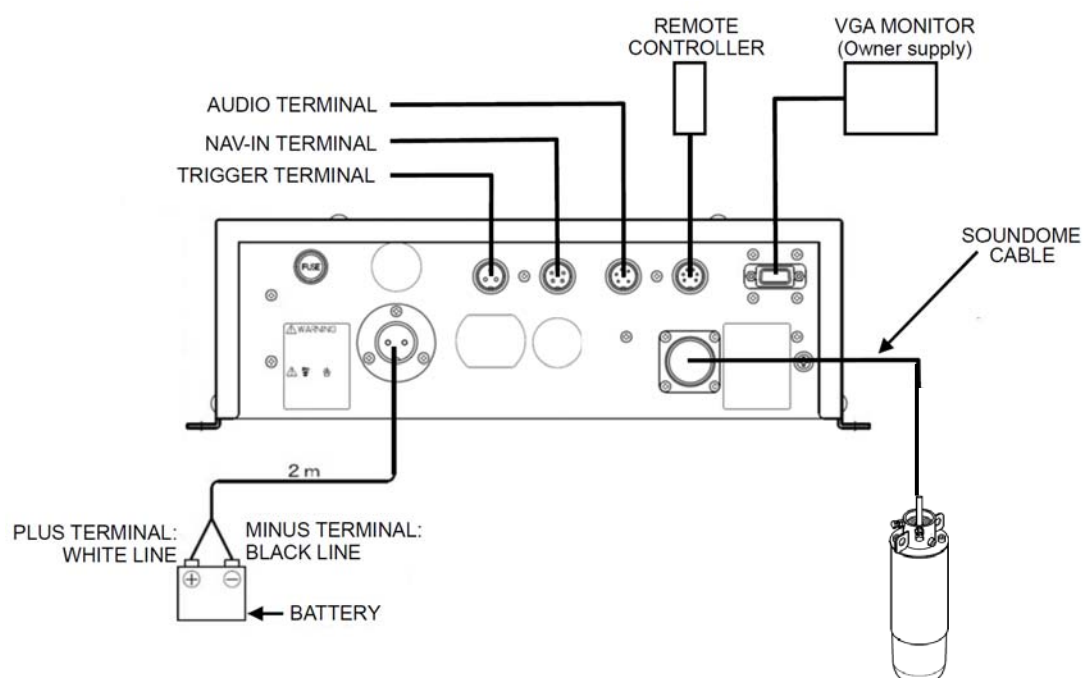 REMOTE
CONTROLLER
VGA MONITOR
(Owner supply)
AUDIO TERMINAL
NAV-IN TERMINAL
TRIGGER TERMINAL
SOUNDOME
CABLE
FUSE
WARNING
2 m
PLUS TERMINAL:
WHITE LINE
MINUS TERMINAL:
BLACK LINE
BATTERY